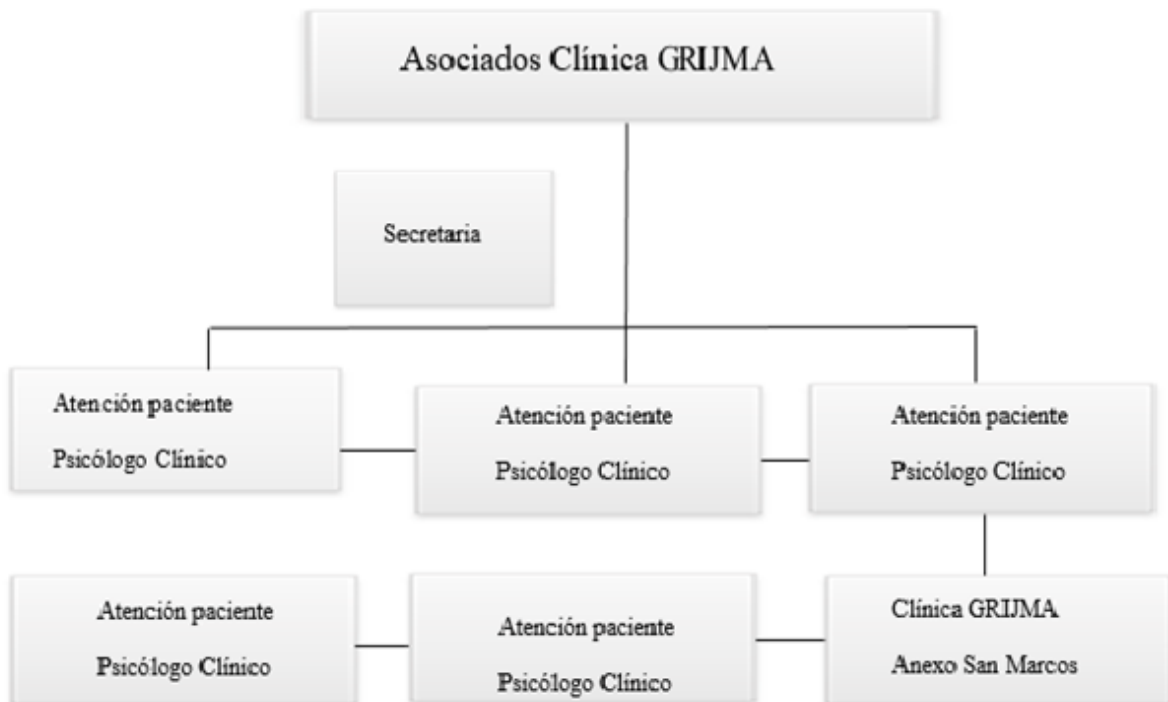 Asociados Clínica GRIJMA
Secretaria
Atención paciente
Psicólogo Clínico
Atención paciente
Psicólogo Clínico
Atención paciente
Psicólogo Clínico
Atención paciente
Psicólogo Clínico
Atención paciente
Psicólogo Clínico
Clínica GRIJMA
Anexo San Marcos